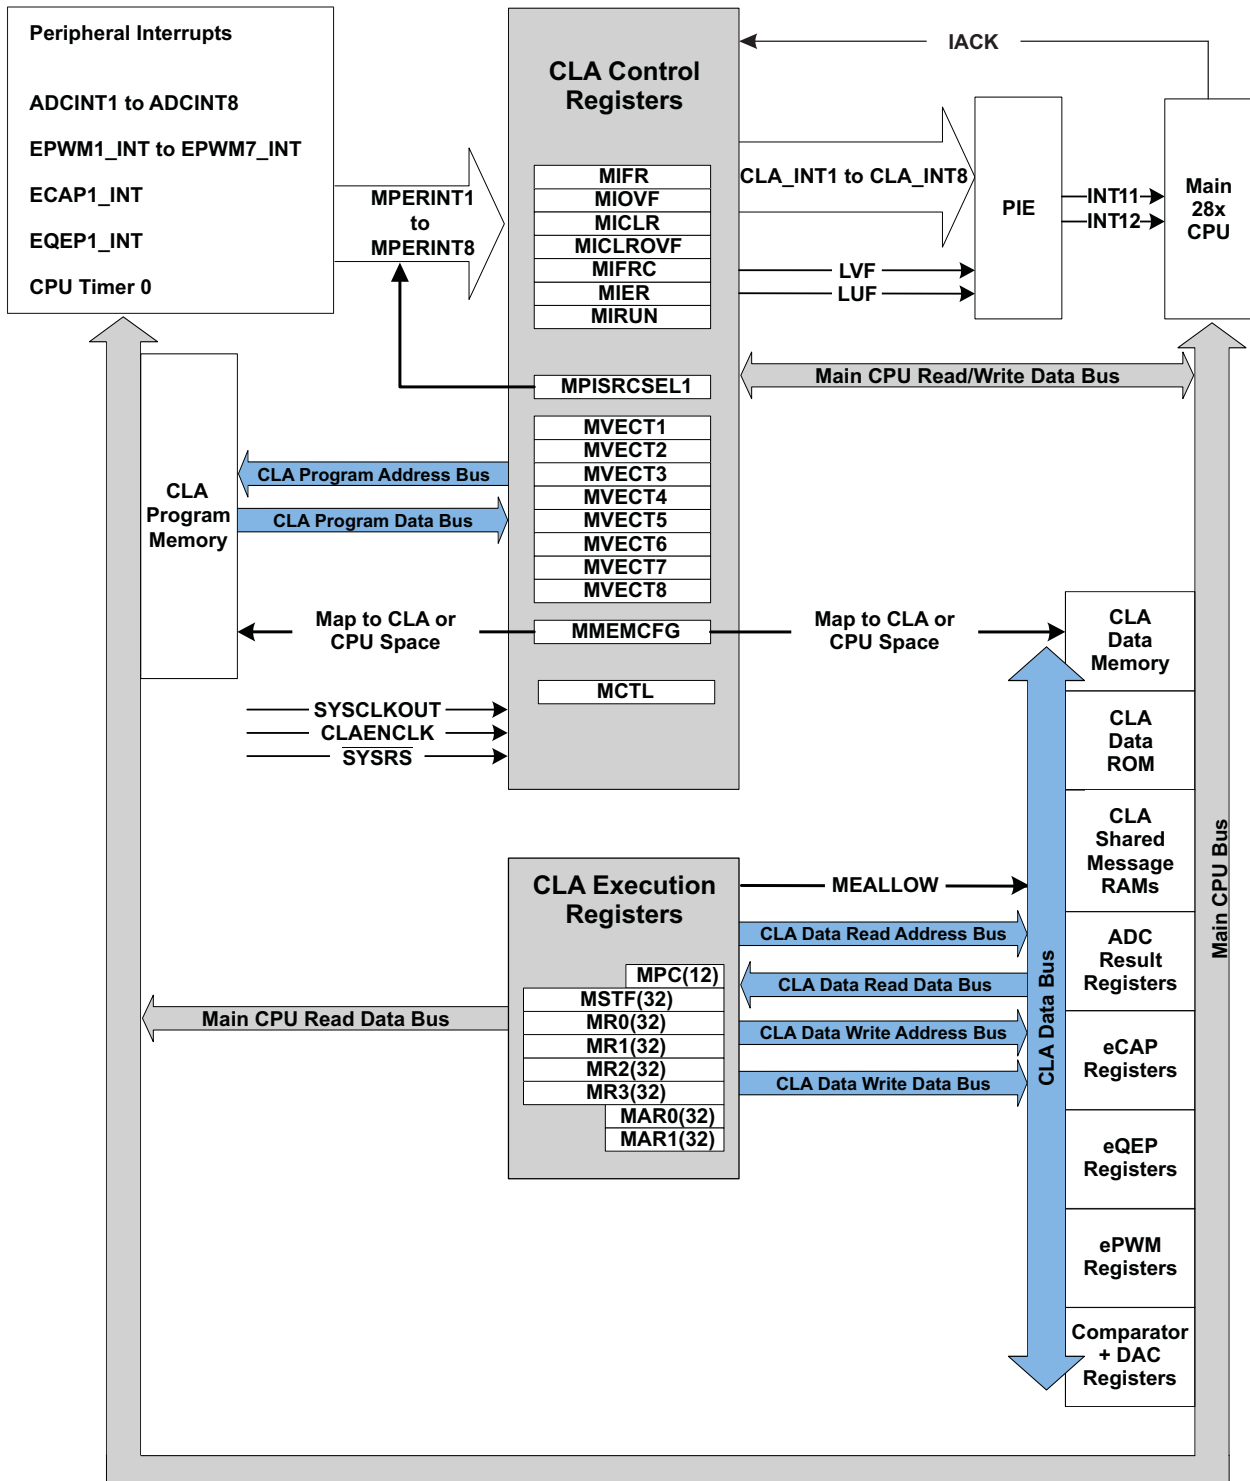 Peripheral Interrupts
ADCINT1 to ADCINT8
EPWM1_INT to EPWM7_INT
ECAP1_INT
EQEP1_INT
CPU Timer 0
MPERINT1
to
MPERINT8
CLA Control
Registers
MIFR
MIOVF
MICLR
MICLROVF
MIFRC
MIER
MIRUN
MPISRCSEL1
MVECT1
MVECT2
MVECT3
MVECT4
MVECT5
MVECT6
MVECT7
MVECT8
MMEMCFG
MCTL
IACK
CLA_INT1 to CLA_INT8
LVF
LUF
PIE
INT11
INT12
Main
28x
CPU
Main CPU Read/Write Data Bus
CLA Program Address Bus
CLA Program Data Bus
CLA
Program
Memory
Map to CLA or
CPU Space
Map to CLA or
CPU Space
SYSCLKOUT
CLAENCLK
SYSRS
CLA
Data
Memory
CLA
Data
ROM
CLA
Shared
Message
RAMs
ADC
Result
Registers
eCAP
Registers
eQEP
Registers
ePWM
Registers
Comparator
+ DAC
Registers
Main CPU Bus
CLA Data Bus
CLA Execution
Registers
MPC(12)
MSTF(32)
MR0(32)
MR1(32)
MR2(32)
MR3(32)
MAR0(32)
MAR1(32)
MEALLOW
CLA Data Read Address Bus
CLA Data Read Data Bus
CLA Data Write Address Bus
CLA Data Write Data Bus
Main CPU Read Data Bus